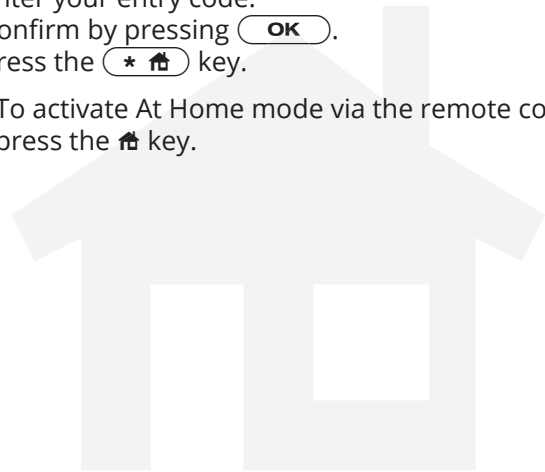 nter your entry code.
onfirm by pressing OK .
ress the * key.
To activate At Home mode via the remote co
press the key.